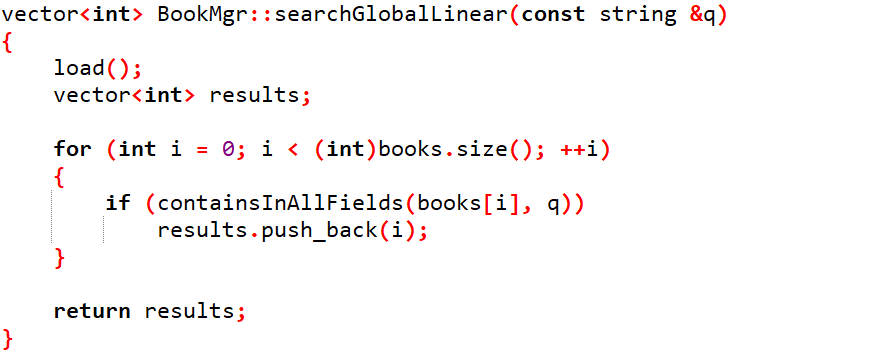 vector<int> BookMgr::searchGlobalLinear(const string &q)
{
    load();
    vector<int> results;

    for (int i = 0; i < (int)books.size(); ++i)
    {
        if (containsInAllFields(books[i], q))
            results.push_back(i);
    }

    return results;
}